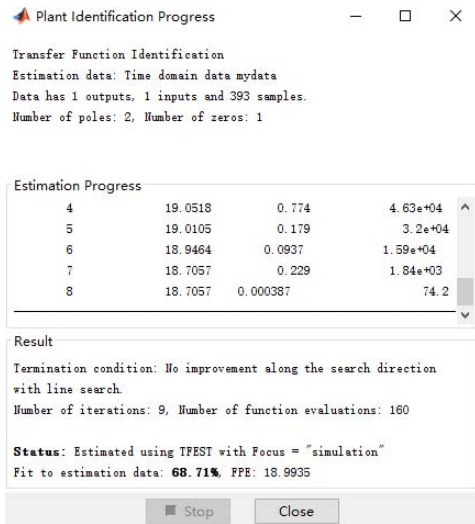 Plant Identification Progress
Transfer Function Identification
Estimation data: Time domain data mydata
Data has 1 outputs, 1 inputs and 393 samples.
Number of poles: 2, Number of zeros: 1
Estimation Progress
4 19.0518 0.774 4.63e+04
5 19.0105 0.179 3.2e+04
6 18.9464 0.0937 1.59e+04
7 18.7057 0.229 1.84e+03
8 18.7057 0.000387 74.2
Result
Termination condition: No improvement along the search direction
with line search.
Number of iterations: 9, Number of function evaluations: 160
Status: Estimated using TFEST with Focus = "simulation"
Fit to estimation data: 68.71%, FPE: 18.9935
Stop Close